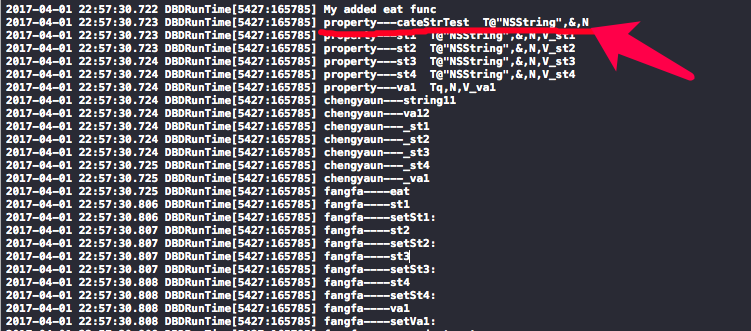 2017-04-01 22:57:30.722 DBDRunTime[5427:165785] My added eat func
2017-04-01 22:57:30.723 DBDRunTime[5427:165785] property---cateStrTest  T@"NSString",&,N
2017-04-01 22:57:30.723 DBDRunTime[5427:165785] property---st1  T@"NSString",&,N,V_st1
2017-04-01 22:57:30.723 DBDRunTime[5427:165785] property---st2  T@"NSString",&,N,V_st2
2017-04-01 22:57:30.724 DBDRunTime[5427:165785] property---st3  T@"NSString",&,N,V_st3
2017-04-01 22:57:30.724 DBDRunTime[5427:165785] property---st4  T@"NSString",&,N,V_st4
2017-04-01 22:57:30.724 DBDRunTime[5427:165785] property---va1  Tq,N,V_va1
2017-04-01 22:57:30.724 DBDRunTime[5427:165785] chengyaun---string11
2017-04-01 22:57:30.724 DBDRunTime[5427:165785] chengyaun---va12
2017-04-01 22:57:30.724 DBDRunTime[5427:165785] chengyaun---_st1
2017-04-01 22:57:30.724 DBDRunTime[5427:165785] chengyaun---_st2
2017-04-01 22:57:30.724 DBDRunTime[5427:165785] chengyaun---_st3
2017-04-01 22:57:30.725 DBDRunTime[5427:165785] chengyaun---_st4
2017-04-01 22:57:30.725 DBDRunTime[5427:165785] chengyaun---_va1
2017-04-01 22:57:30.725 DBDRunTime[5427:165785] fangfa----eat
2017-04-01 22:57:30.806 DBDRunTime[5427:165785] fangfa----st1
2017-04-01 22:57:30.806 DBDRunTime[5427:165785] fangfa----setSt1:
2017-04-01 22:57:30.807 DBDRunTime[5427:165785] fangfa----st2
2017-04-01 22:57:30.807 DBDRunTime[5427:165785] fangfa----setSt2:
2017-04-01 22:57:30.807 DBDRunTime[5427:165785] fangfa----st3
2017-04-01 22:57:30.807 DBDRunTime[5427:165785] fangfa----setSt3:
2017-04-01 22:57:30.808 DBDRunTime[5427:165785] fangfa----st4
2017-04-01 22:57:30.808 DBDRunTime[5427:165785] fangfa----setSt4:
2017-04-01 22:57:30.808 DBDRunTime[5427:165785] fangfa----va1
2017-04-01 22:57:30.808 DBDRunTime[5427:165785] fangfa----setVa1: